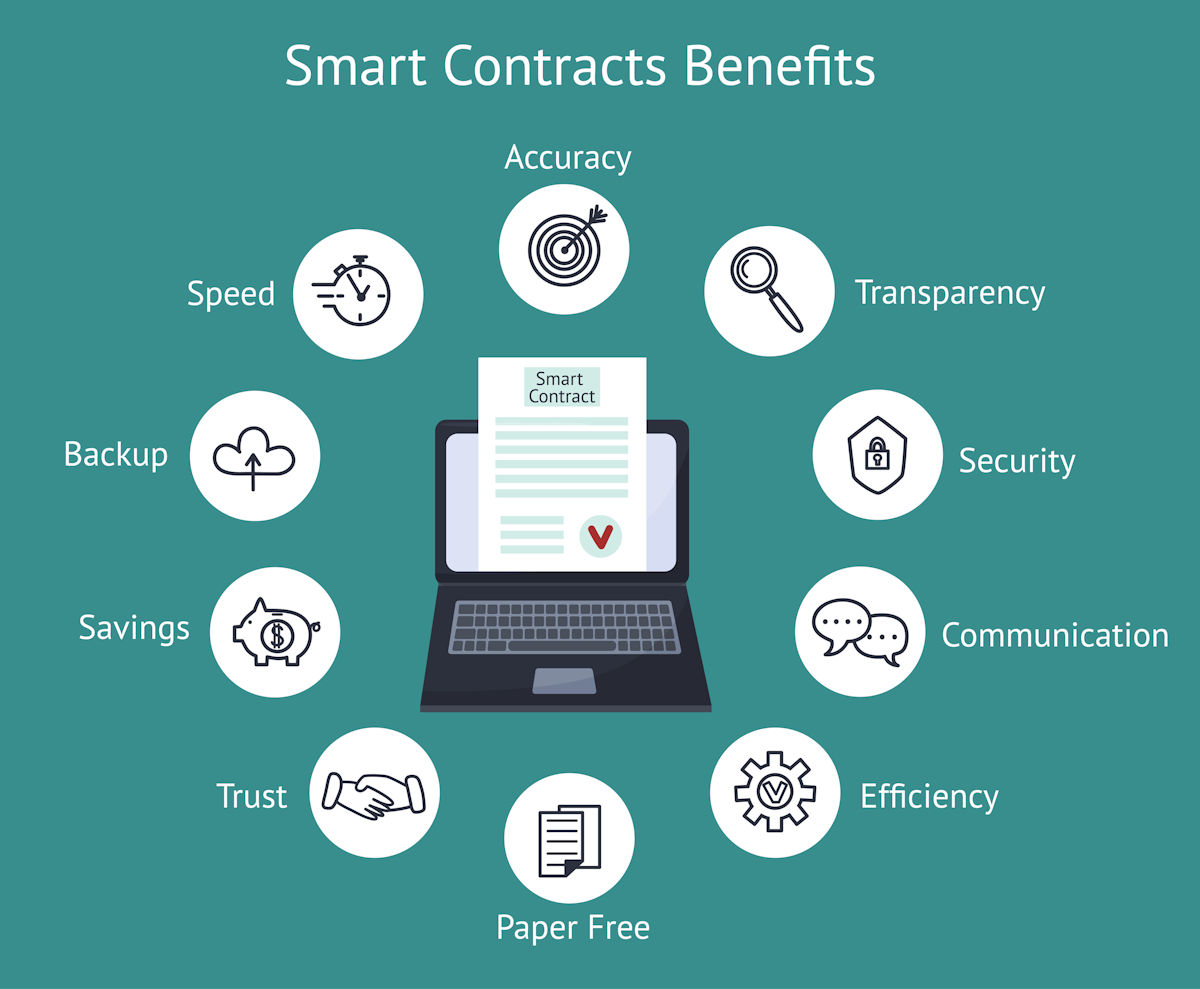 Smart Contracts Benefits
Accuracy
Speed
Transparency
Smart
Contract
Backup
Security
Savings
Communication
Trust
Efficiency
Paper Free